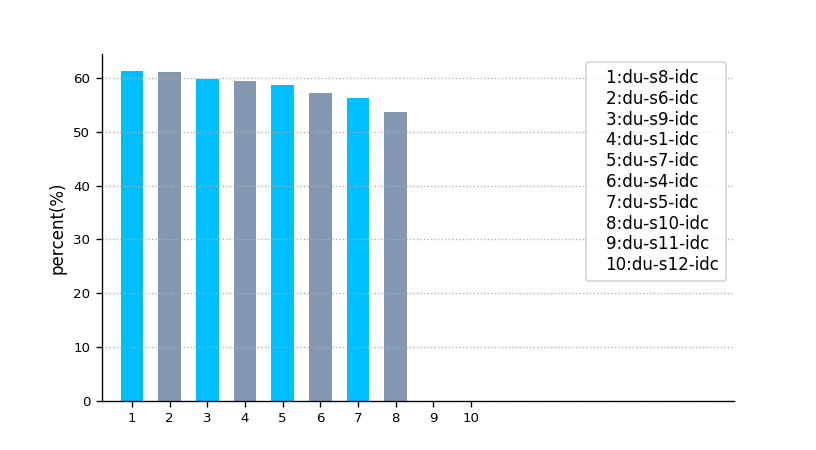 percent(%)
60
50
40
30
20
10
0
1 2 3 4 5 6 7 8 9 10
1:du-s8-idc
2:du-s6-idc
3:du-s9-idc
4:du-s1-idc
5:du-s7-idc
6:du-s4-idc
7:du-s5-idc
8:du-s10-idc
9:du-s11-idc
10:du-s12-idc